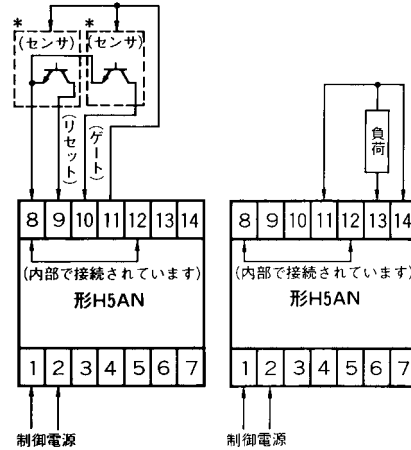 * *
(センサ) (センサ)
(リセット)
(ゲート)
8 9 10 11 12 13 14
(内部で接続されています)
形H5AN
1 2 3 4 5 6 7
制御電源
負荷
8 9 10 11 12 13 14
(内部で接続されています)
形H5AN
1 2 3 4 5 6 7
制御電源